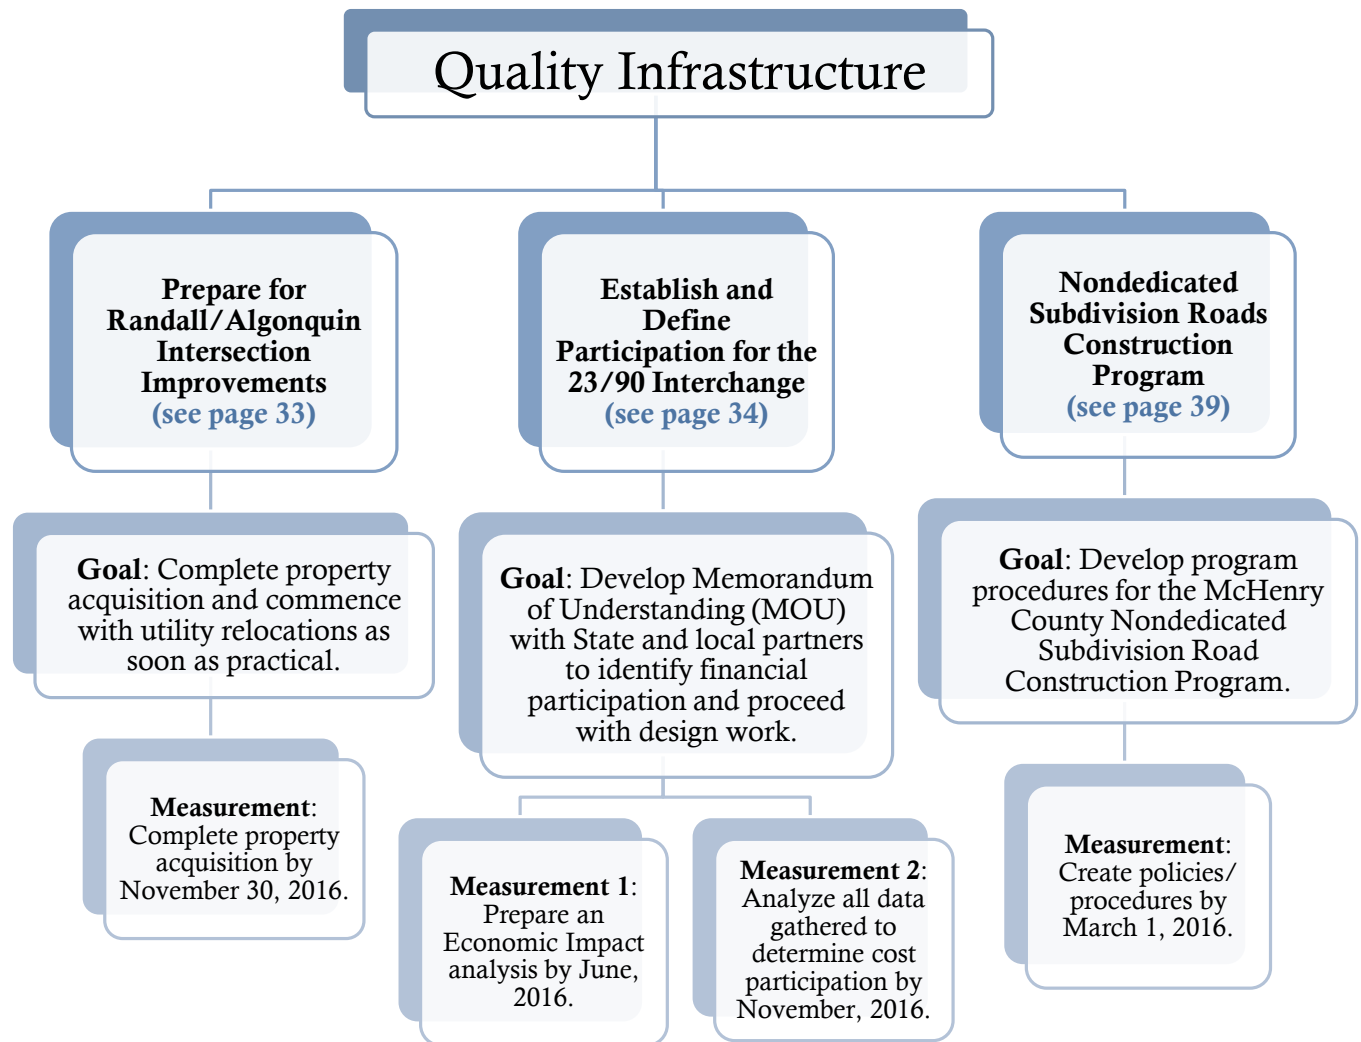 Quality Infrastructure
Prepare for
Randall/Algonquin
Intersection
Improvements
(see page 33)
Establish and
Define
Participation for the
23/90 Interchange
(see page 34)
Nondedicated
Subdivision Roads
Construction
Program
(see page 39)
Goal: Complete property
acquisition and commence
with utility relocations as
soon as practical.
Goal: Develop Memorandum
of Understanding (MOU)
with State and local partners
to identify financial
participation and proceed
with design work.
Goal: Develop program
procedures for the McHenry
County Nondedicated
Subdivision Road
Construction Program.
Measurement:
Complete property
acquisition by
November 30, 2016.
Measurement 1:
Prepare an
Economic Impact
analysis by June,
2016.
Measurement 2:
Analyze all data
gathered to
determine cost
participation by
November, 2016.
Measurement:
Create policies/
procedures by
March 1, 2016.